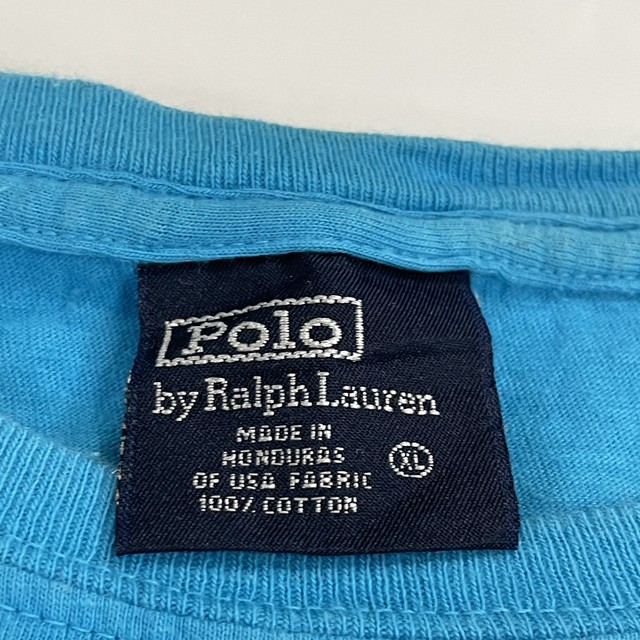 Polo
by Ralph Lauren
MADE IN
HONDURAS
OF USA FABRIC
100% COTTON
XL